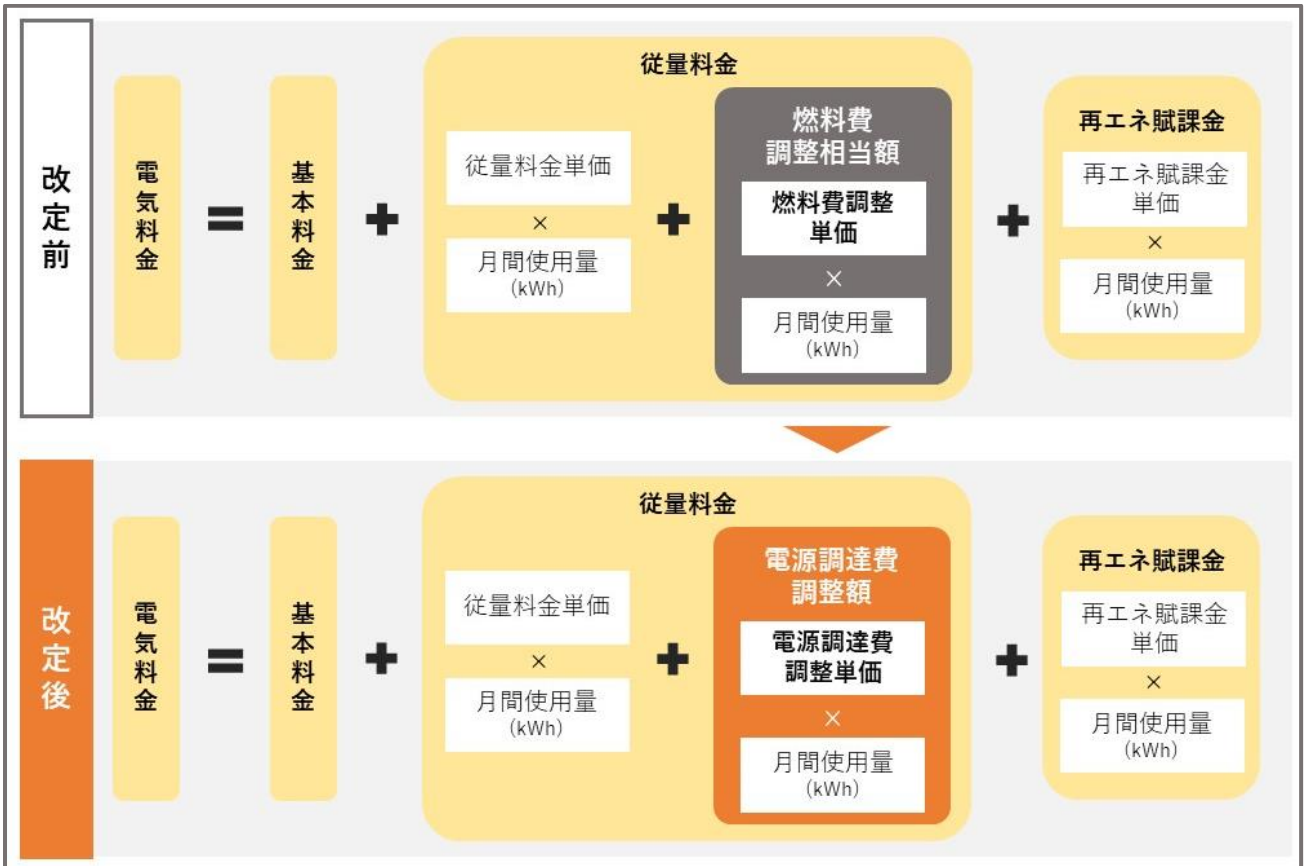 改定前
電気料金
=
基本料金
+
従量料金
従量料金単価
×
月間使用量
(kWh)
+
燃料費
調整相当額
燃料費調整
単価
×
月間使用量
(kWh)
+
再エネ賦課金
再エネ賦課金
単価
×
月間使用量
(kWh)
改定後
電気料金
=
基本料金
+
従量料金
従量料金単価
×
月間使用量
(kWh)
+
電源調達費
調整額
電源調達費
調整単価
×
月間使用量
(kWh)
+
再エネ賦課金
再エネ賦課金
単価
×
月間使用量
(kWh)